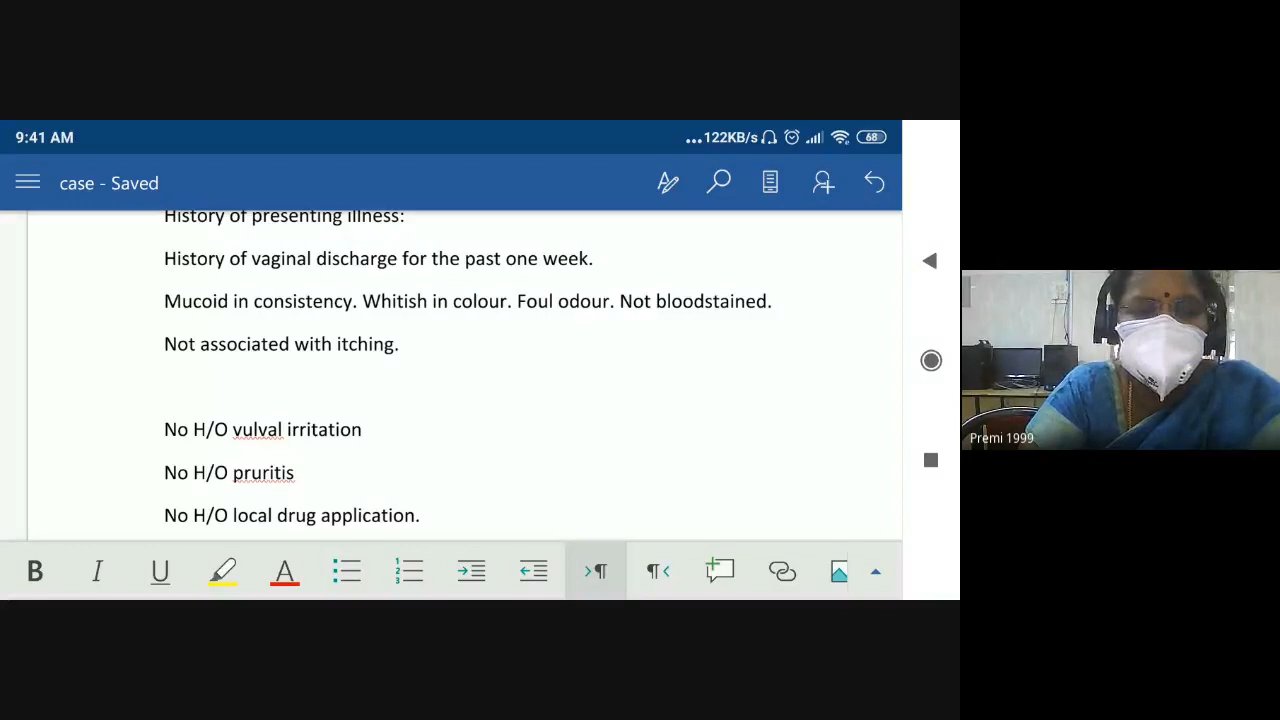 9:41 AM
...122KB/s
68
case - Saved
History of presenting illness:
History of vaginal discharge for the past one week.
Mucoid in consistency. Whitish in colour. Foul odour. Not bloodstained.
Not associated with itching.
No H/O vulval irritation
No H/O pruritis
No H/O local drug application.
B I U A
Premi 1999